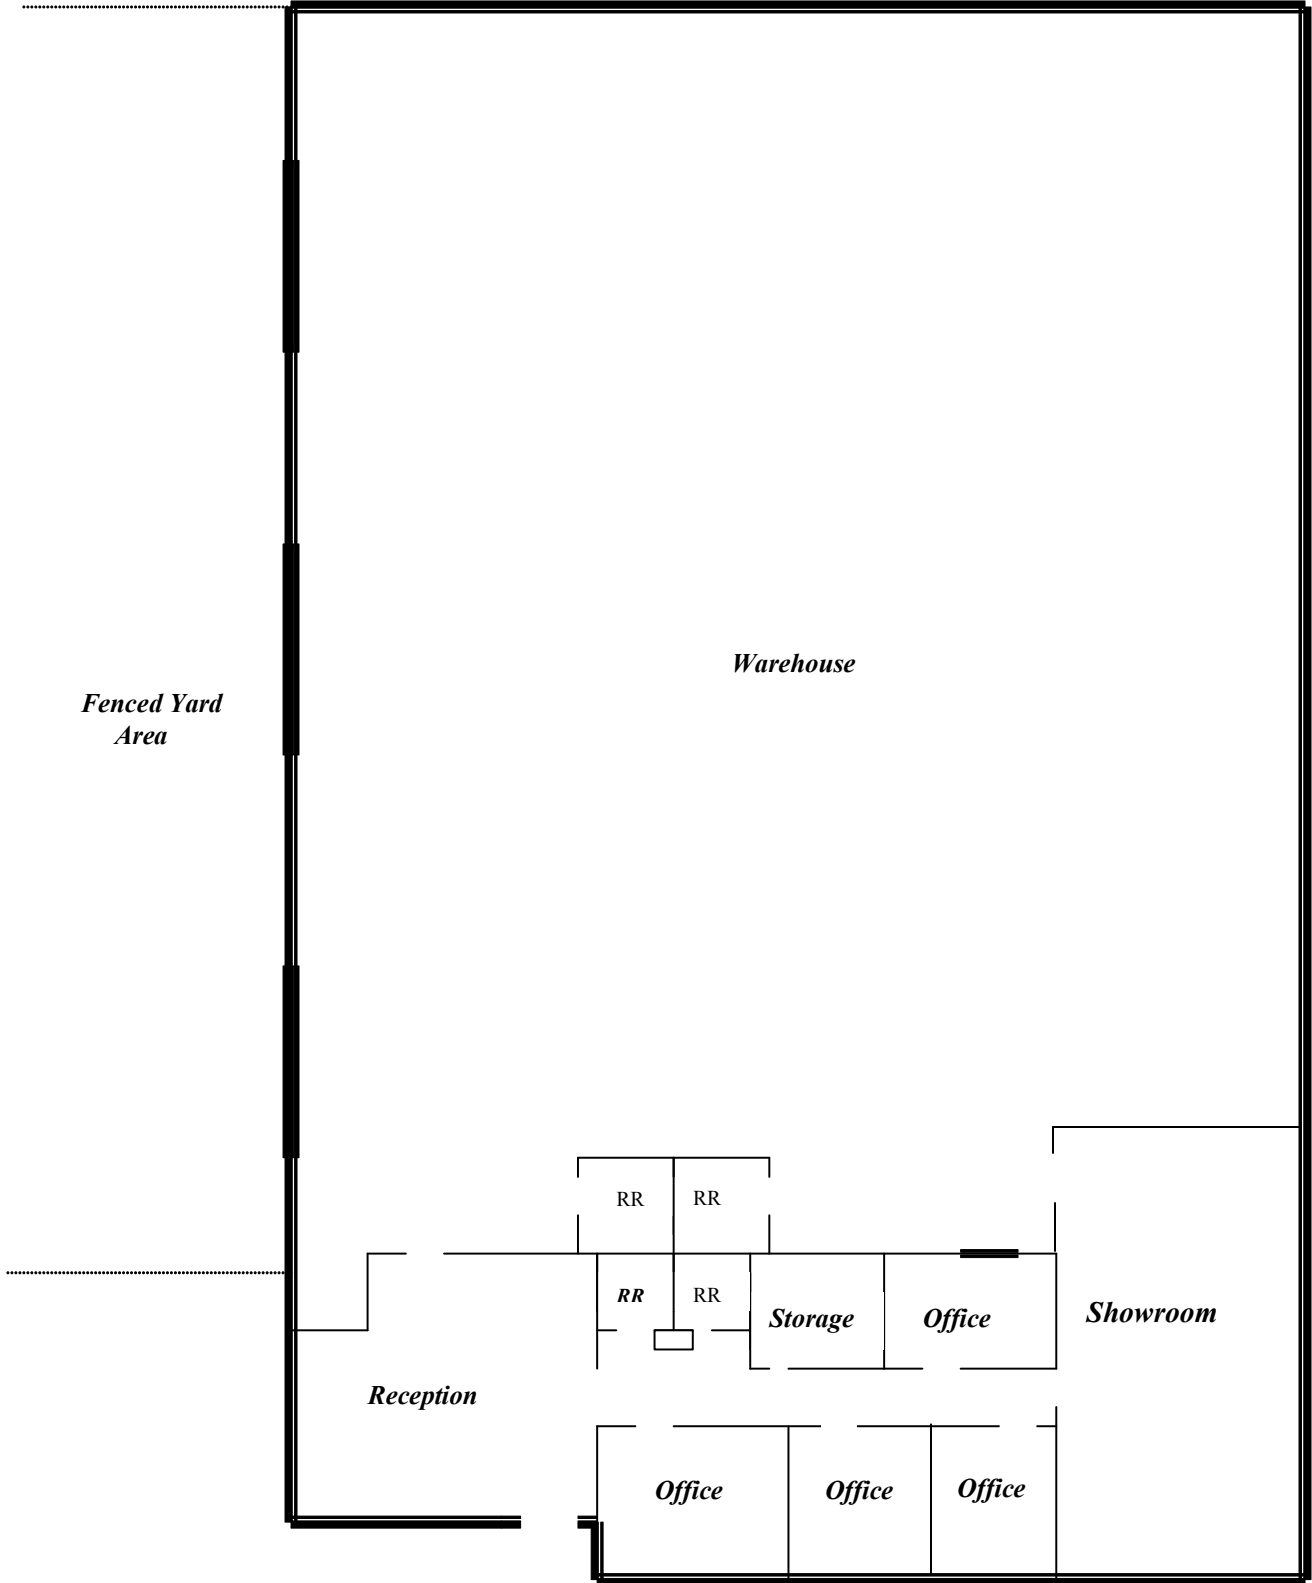 Warehouse
Fenced Yard
Area
RR
RR
RR
RR
Storage
Office
Showroom
Reception
Office
Office
Office